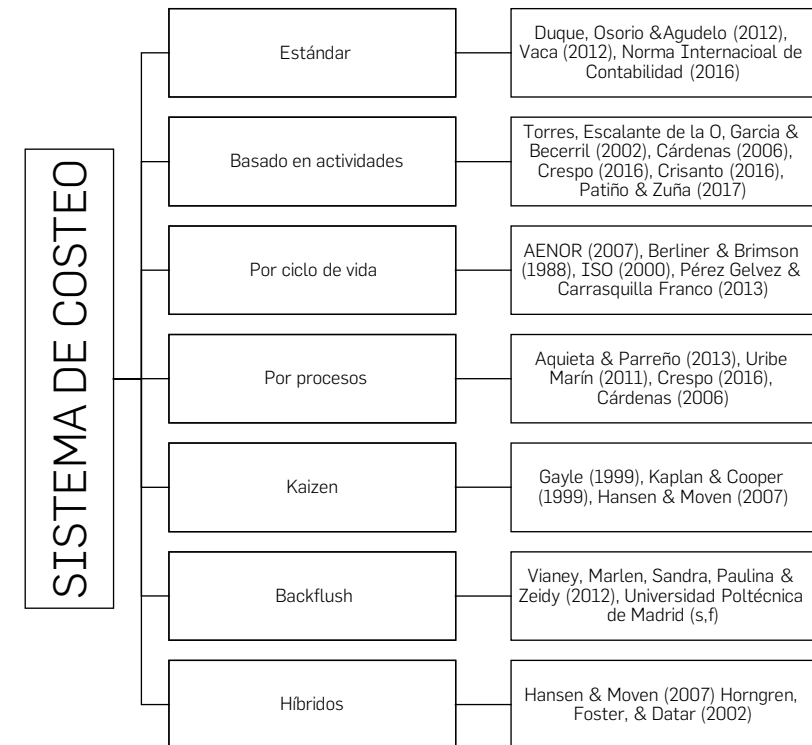 SISTEMA DE COSTEO
Estándar
Duque, Osorio &Agudelo (2012),
Vaca (2012), Norma Internacioal de
Contabilidad (2016)
Basado en actividades
Torres, Escalante de la O, Garcia &
Becerril (2002), Cárdenas (2006),
Crespo (2016), Crisanto (2016),
Patiño & Zuña (2017)
Por ciclo de vida
AENOR (2007), Berliner & Brimson
(1988), ISO (2000), Pérez Gelvez &
Carrasquilla Franco (2013)
Por procesos
Aquieta & Parreño (2013), Uribe
Marín (2011), Crespo (2016),
Cárdenas (2006)
Kaizen
Gayle (1999), Kaplan & Cooper
(1999), Hansen & Moven (2007)
Backflush
Vianey, Marlen, Sandra, Paulina &
Zeidy (2012), Universidad Poltécnica
de Madrid (s,f)
Híbridos
Hansen & Moven (2007) Horngren,
Foster, & Datar (2002)